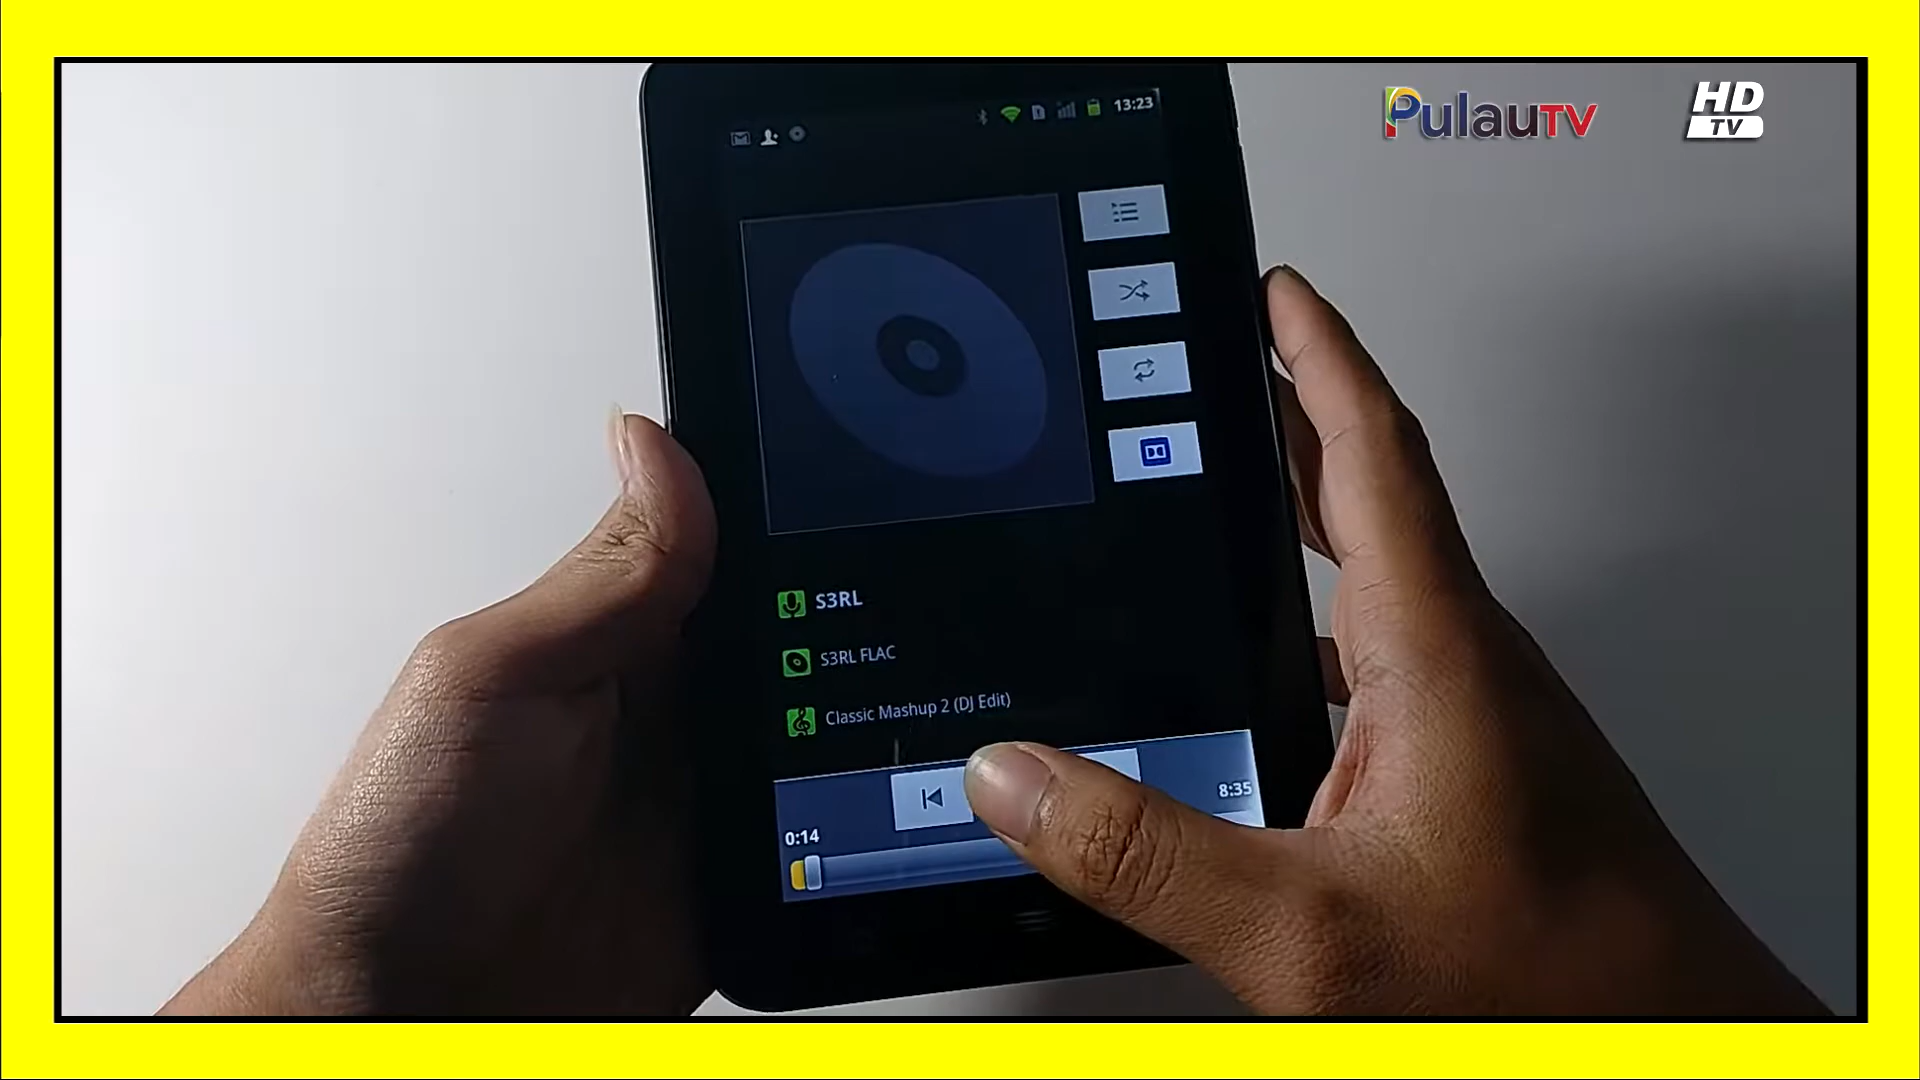 PulauTV
HD
TV
13:23
S3RL
S3RL FLAC
Classic Mashup 2 (DJ Edit)
8:35
0:14